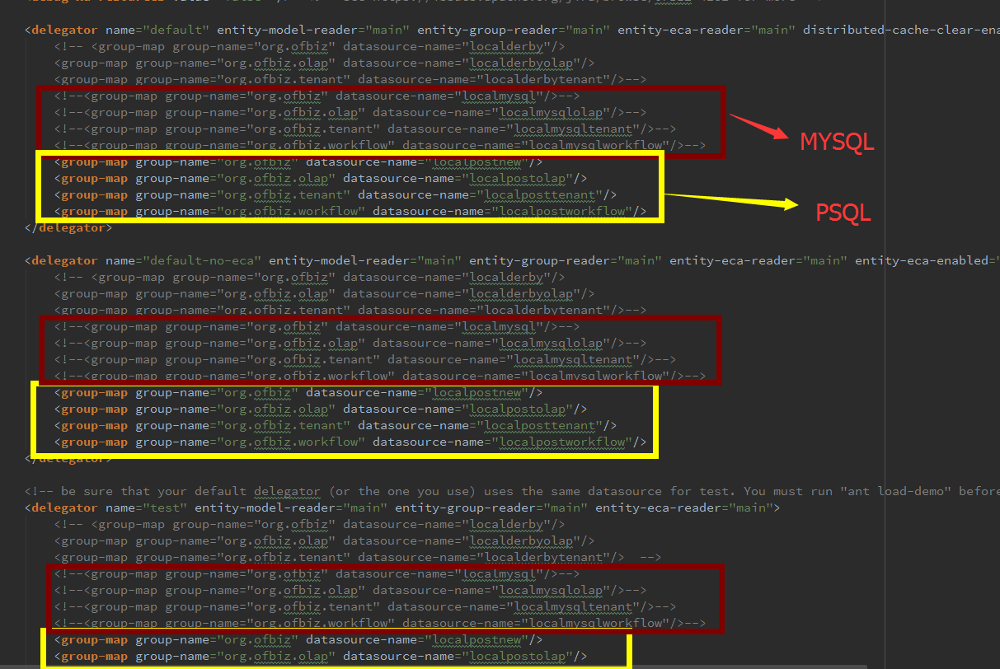 <delegator name="default" entity-model-reader="main" entity-group-reader="main" entity-eca-reader="main" distributed-cache-clear-ena
<!-- <group-map group-name="org.ofbiz" datasource-name="localderby"/>
<group-map group-name="org.ofbiz.olap" datasource-name="localderbyolap"/>
<group-map group-name="org.ofbiz.tenant" datasource-name="localderbytenant"/>-->
<!--<group-map group-name="org.ofbiz" datasource-name="localmysql"/>-->
<!--<group-map group-name="org.ofbiz.olap" datasource-name="localmysqlolap"/>-->
<!--<group-map group-name="org.ofbiz.tenant" datasource-name="localmysqltenant"/>-->
<!--<group-map group-name="org.ofbiz.workflow" datasource-name="localmysqlworkflow"/>-->
MYSQL
<group-map group-name="org.ofbiz" datasource-name="localpostnew"/>
<group-map group-name="org.ofbiz.olap" datasource-name="localpostolap"/>
<group-map group-name="org.ofbiz.tenant" datasource-name="localposttenant"/>
<group-map group-name="org.ofbiz.workflow" datasource-name="localpostworkflow"/>
PSQL
</delegator>
<delegator name="default-no-eca" entity-model-reader="main" entity-group-reader="main" entity-eca-reader="main" entity-eca-enabled="
<!-- <group-map group-name="org.ofbiz" datasource-name="localderby"/>
<group-map group-name="org.ofbiz.olap" datasource-name="localderbyolap"/>
<group-map group-name="org.ofbiz.tenant" datasource-name="localderbytenant"/>-->
<!--<group-map group-name="org.ofbiz" datasource-name="localmysql"/>-->
<!--<group-map group-name="org.ofbiz.olap" datasource-name="localmysqlolap"/>-->
<!--<group-map group-name="org.ofbiz.tenant" datasource-name="localmysqltenant"/>-->
<!--<group-map group-name="org.ofbiz.workflow" datasource-name="localmysqlworkflow"/>-->
<group-map group-name="org.ofbiz" datasource-name="localpostnew"/>
<group-map group-name="org.ofbiz.olap" datasource-name="localpostolap"/>
<group-map group-name="org.ofbiz.tenant" datasource-name="localposttenant"/>
<group-map group-name="org.ofbiz.workflow" datasource-name="localpostworkflow"/>
</delegator>
<!-- be sure that your default delegator (or the one you use) uses the same datasource for test. You must run "ant load-demo" before
<delegator name="test" entity-model-reader="main" entity-group-reader="main" entity-eca-reader="main">
<!-- <group-map group-name="org.ofbiz" datasource-name="localderby"/>
<group-map group-name="org.ofbiz.olap" datasource-name="localderbyolap"/>
<group-map group-name="org.ofbiz.tenant" datasource-name="localderbytenant"/> -->
<!--<group-map group-name="org.ofbiz" datasource-name="localmysql"/>-->
<!--<group-map group-name="org.ofbiz.olap" datasource-name="localmysqlolap"/>-->
<!--<group-map group-name="org.ofbiz.tenant" datasource-name="localmysqltenant"/>-->
<!--<group-map group-name="org.ofbiz.workflow" datasource-name="localmysqlworkflow"/>-->
<group-map group-name="org.ofbiz" datasource-name="localpostnew"/>
<group-map group-name="org.ofbiz.olap" datasource-name="localpostolap"/>